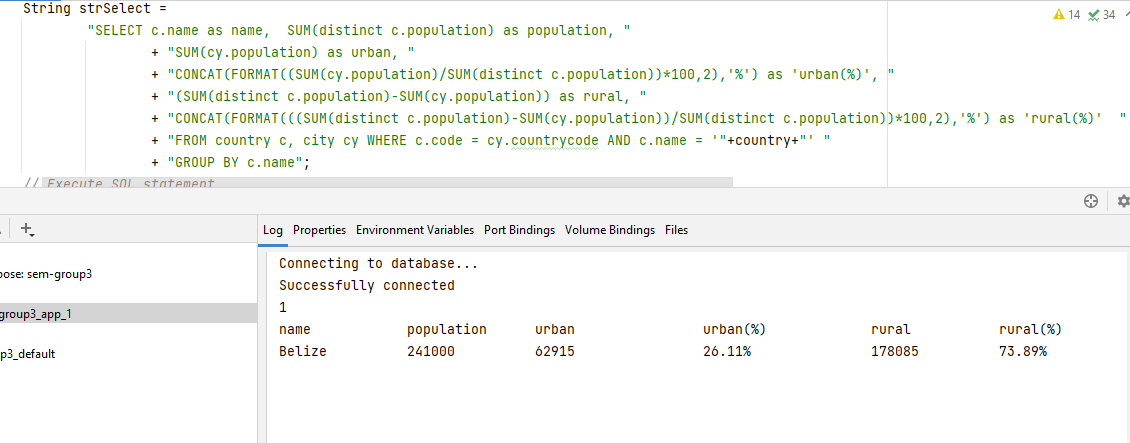 String strSelect =
14 34
"SELECT c.name as name,  SUM(distinct c.population) as population, "
+ "SUM(cy.population) as urban, "
+ "CONCAT(FORMAT((SUM(cy.population)/SUM(distinct c.population))*100,2),'%') as 'urban(%)', "
+ "(SUM(distinct c.population)-SUM(cy.population)) as rural, "
+ "CONCAT(FORMAT(((SUM(distinct c.population)-SUM(cy.population))/SUM(distinct c.population))*100,2),'%') as 'rural(%)'  "
+ "FROM country c, city cy WHERE c.code = cy.countrycode AND c.name = '"+country+"' "
+ "GROUP BY c.name";
// Execute SQL statement
Log Properties Environment Variables Port Bindings Volume Bindings Files
pose: sem-group3
group3_app_1
p3_default
Connecting to database...
Successfully connected
1
name population urban urban(%) rural rural(%)
Belize 241000 62915 26.11% 178085 73.89%